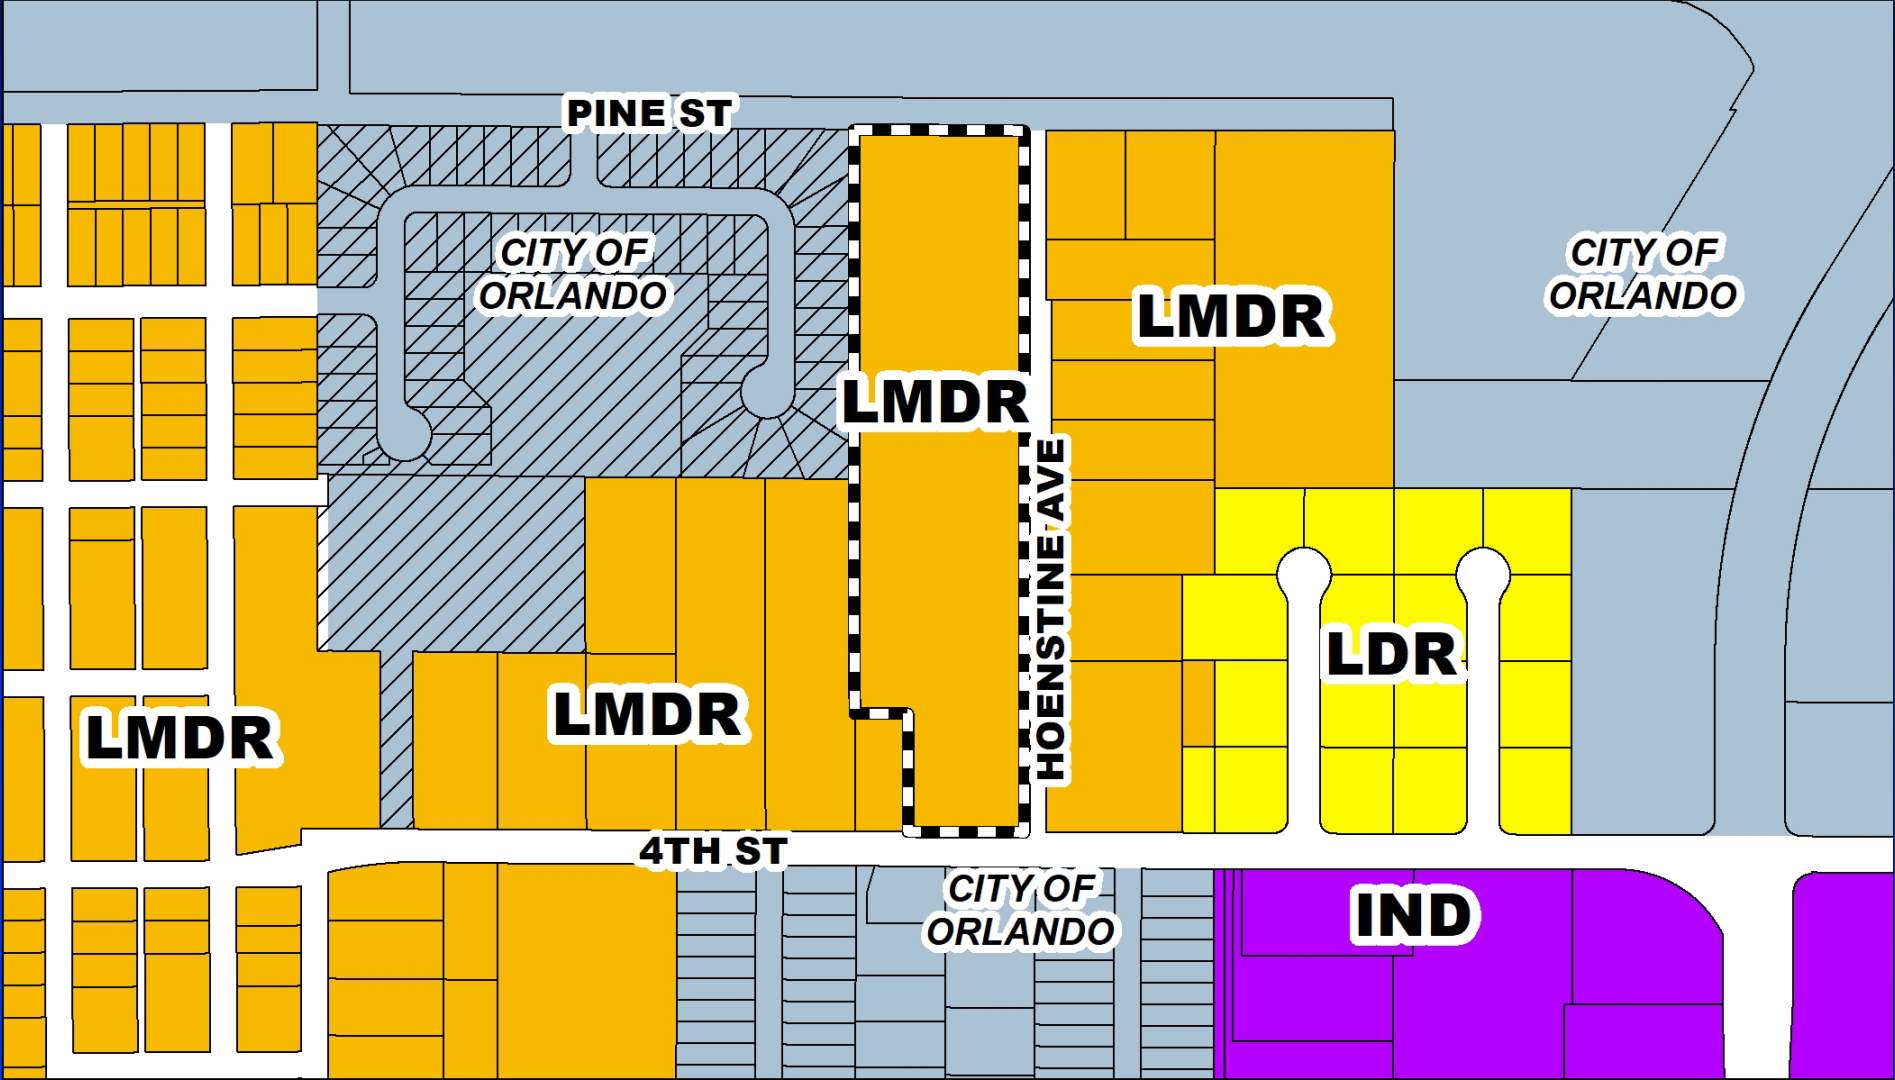 PINE ST
CITY OF
ORLANDO
CITY OF
ORLANDO
LMDR
LMDR
HOENSTINE AVE
LDR
LMDR
LMDR
4TH ST
CITY OF
ORLANDO
IND